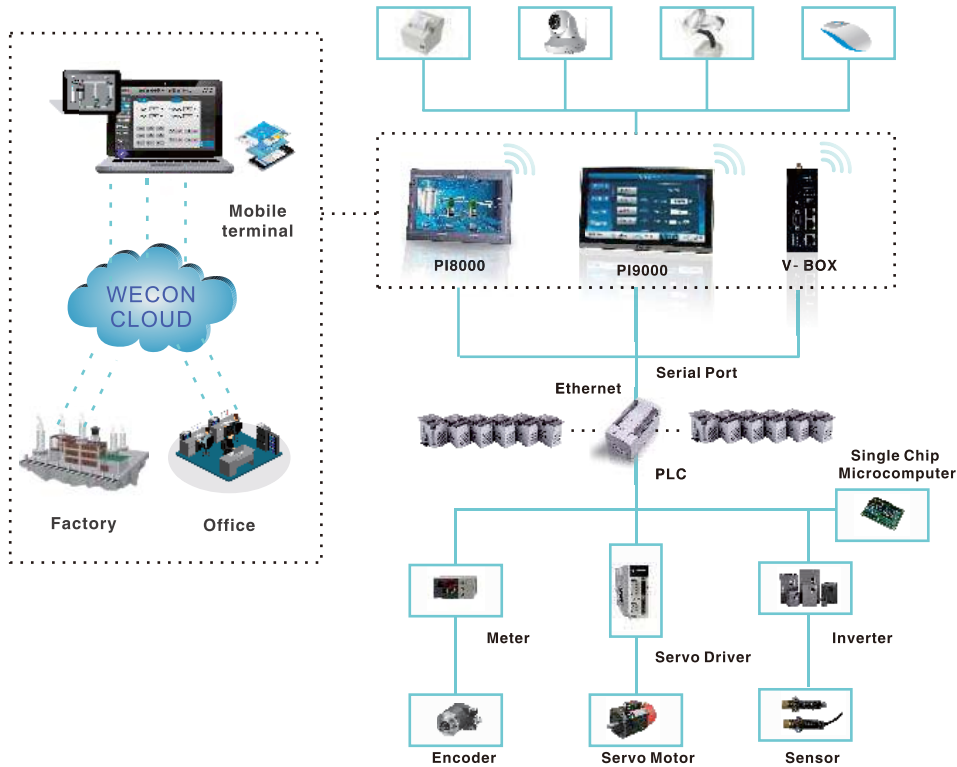 Mobile
terminal
WECON
CLOUD
Factory
Office
PI8000
PI9000
V- BOX
Serial Port
Ethernet
PLC
Single Chip
Microcomputer
Meter
Servo Driver
Inverter
Encoder
Servo Motor
Sensor